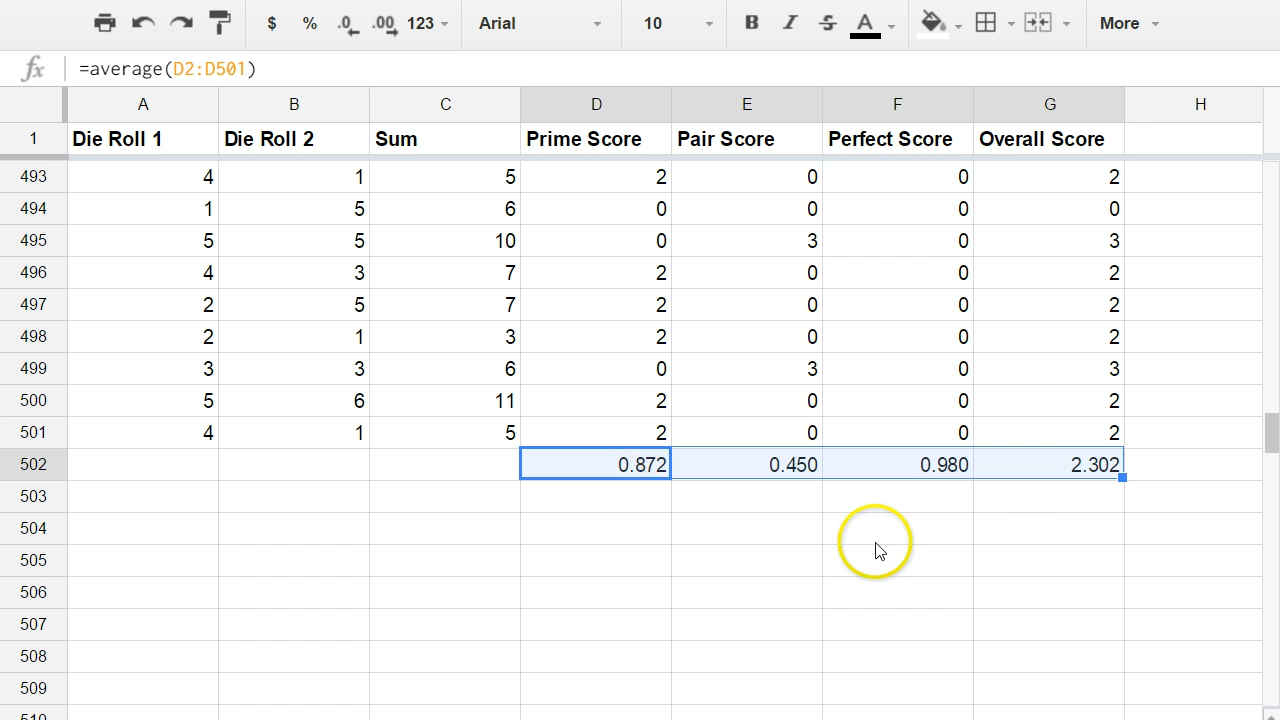 $ % .0 .00 123 Arial 10 B I S A More
fx =average(D2:D501)
A B C D E F G H
1 Die Roll 1 Die Roll 2 Sum Prime Score Pair Score Perfect Score Overall Score
493 4 1 5 2 0 0 2
494 1 5 6 0 0 0 0
495 5 5 10 0 3 0 3
496 4 3 7 2 0 0 2
497 2 5 7 2 0 0 2
498 2 1 3 2 0 0 2
499 3 3 6 0 3 0 3
500 5 6 11 2 0 0 2
501 4 1 5 2 0 0 2
502 0.872 0.450 0.980 2.302
503
504
505
506
507
508
509
510